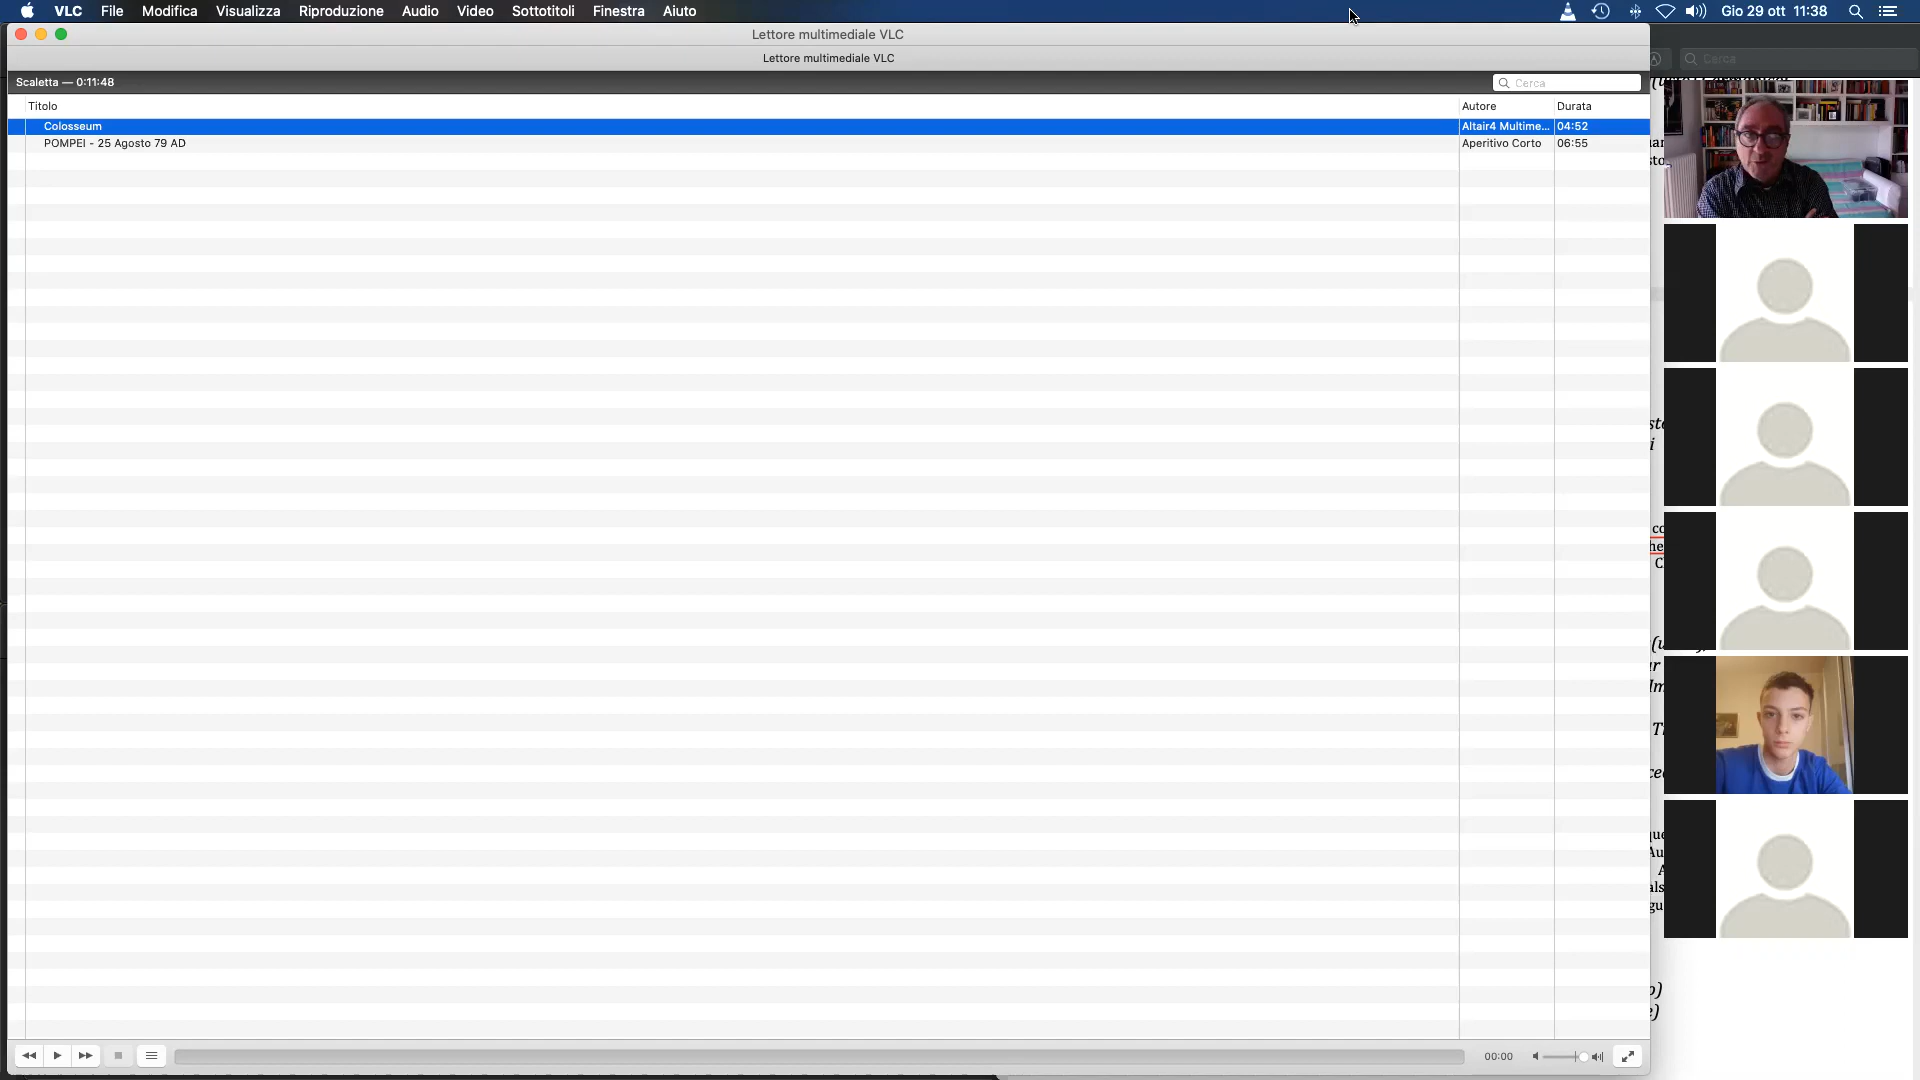 VLC File Modifica Visualizza Riproduzione Audio Video Sottotitoli Finestra Aiuto Gio 29 ott 11:38
Lettore multimediale VLC
Lettore multimediale VLC
Cerca
Scaletta — 0:11:48 Cerca
Titolo Autore Durata
Colosseum Altair4 Multime... 04:52
POMPEI - 25 Agosto 79 AD Aperitivo Corto 06:55
00:00